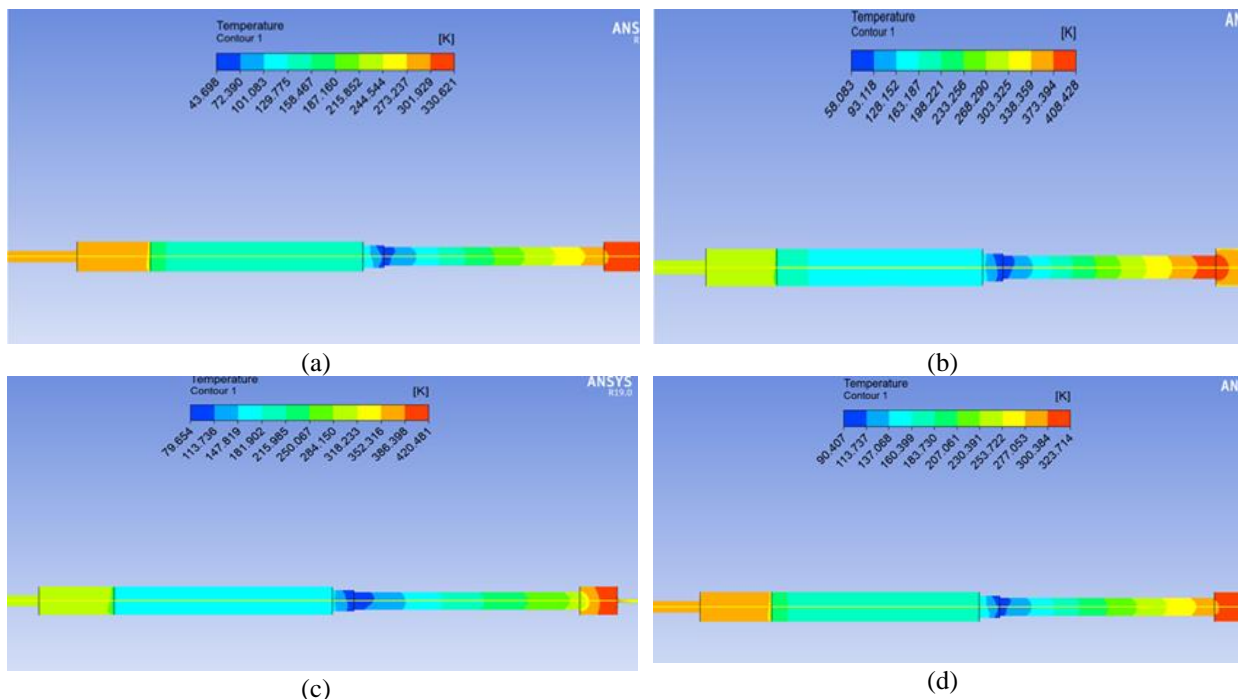 Temperature
Contour 1
[K]
ANS
R
43.698
72.390
101.083
129.775
158.467
187.160
215.852
244.544
273.237
301.929
330.621
(a)
Temperature
Contour 1
[K]
AN
58.083
93.118
128.152
163.187
198.221
233.256
268.290
303.325
338.359
373.394
408.428
(b)
Temperature
Contour 1
[K]
ANSYS
R19.0
79.654
113.736
147.819
181.902
215.985
250.067
284.150
318.233
352.316
386.398
420.481
(c)
Temperature
Contour 1
[K]
AN
90.407
113.737
137.068
160.399
183.730
207.061
230.391
253.722
277.053
300.384
323.714
(d)